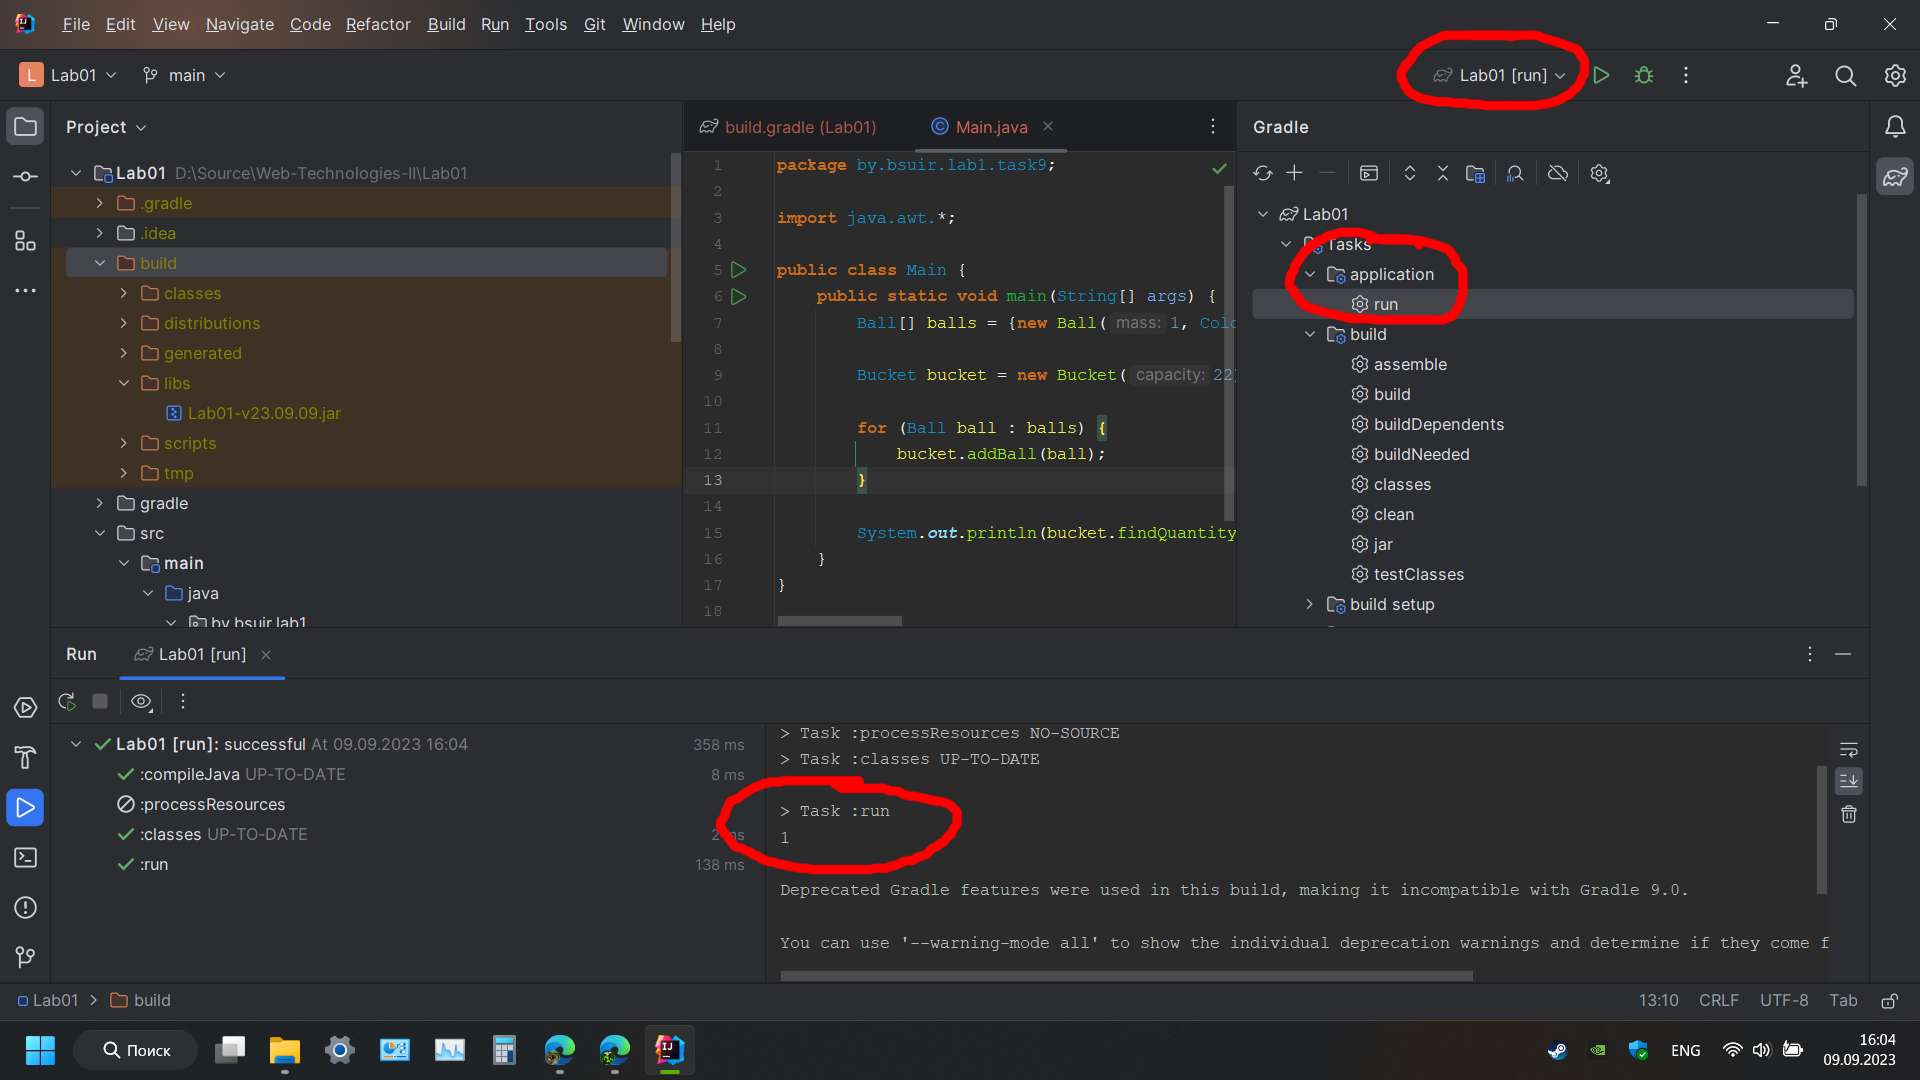 File Edit View Navigate Code Refactor Build Run Tools Git Window Help
L Lab01 main Lab01 [run]
Project
Lab01 D:\Source\Web-Technologies-II\Lab01
.gradle
.idea
build
classes
distributions
generated
libs
Lab01-v23.09.09.jar
scripts
tmp
gradle
src
main
java
by.bsuir.lab1
build.gradle (Lab01) Main.java
1 package by.bsuir.lab1.task9;
2
3 import java.awt.*;
4
5 public class Main {
6 public static void main(String[] args) {
7 Ball[] balls = {new Ball( mass: 1, Colo
8
9 Bucket bucket = new Bucket( capacity: 22)
10
11 for (Ball ball : balls) {
12 bucket.addBall(ball);
13 }
14
15 System.out.println(bucket.findQuantity
16 }
17 }
18
Gradle
Lab01
Tasks
application
run
build
assemble
build
buildDependents
buildNeeded
classes
clean
jar
testClasses
build setup
Run Lab01 [run]
Lab01 [run]: successful At 09.09.2023 16:04 358 ms
:compileJava UP-TO-DATE 8 ms
:processResources
:classes UP-TO-DATE 2 ms
:run 138 ms
> Task :processResources NO-SOURCE
> Task :classes UP-TO-DATE
> Task :run
1
Deprecated Gradle features were used in this build, making it incompatible with Gradle 9.0.
You can use '--warning-mode all' to show the individual deprecation warnings and determine if they come f
Lab01 > build 13:10 CRLF UTF-8 Tab
Поиск ENG 16:04
09.09.2023